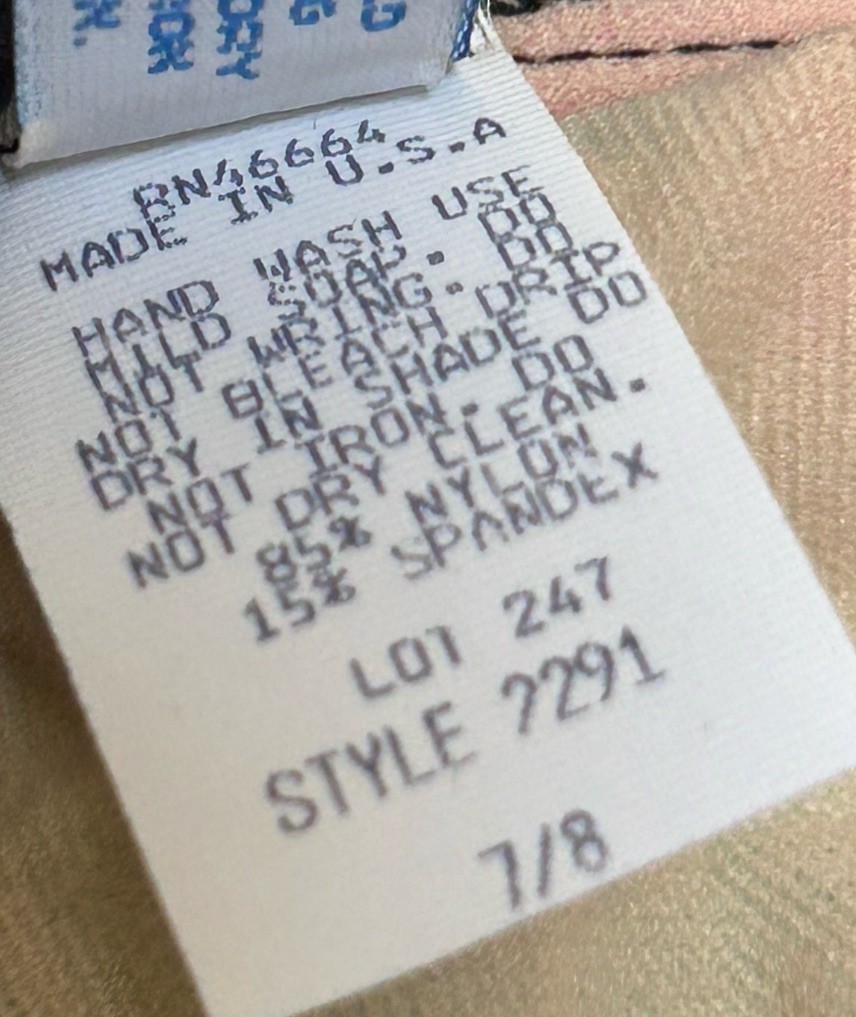 RN46664
MADE IN U.S.A
HAND WASH USE
MILD SOAP. DO
NOT WRING. DO
NOT BLEACH DRIP
DRY IN SHADE DO
NOT IRON. DO
NOT DRY CLEAN.
85% NYLON
15% SPANDEX
LOT 247
STYLE 2291
7/8